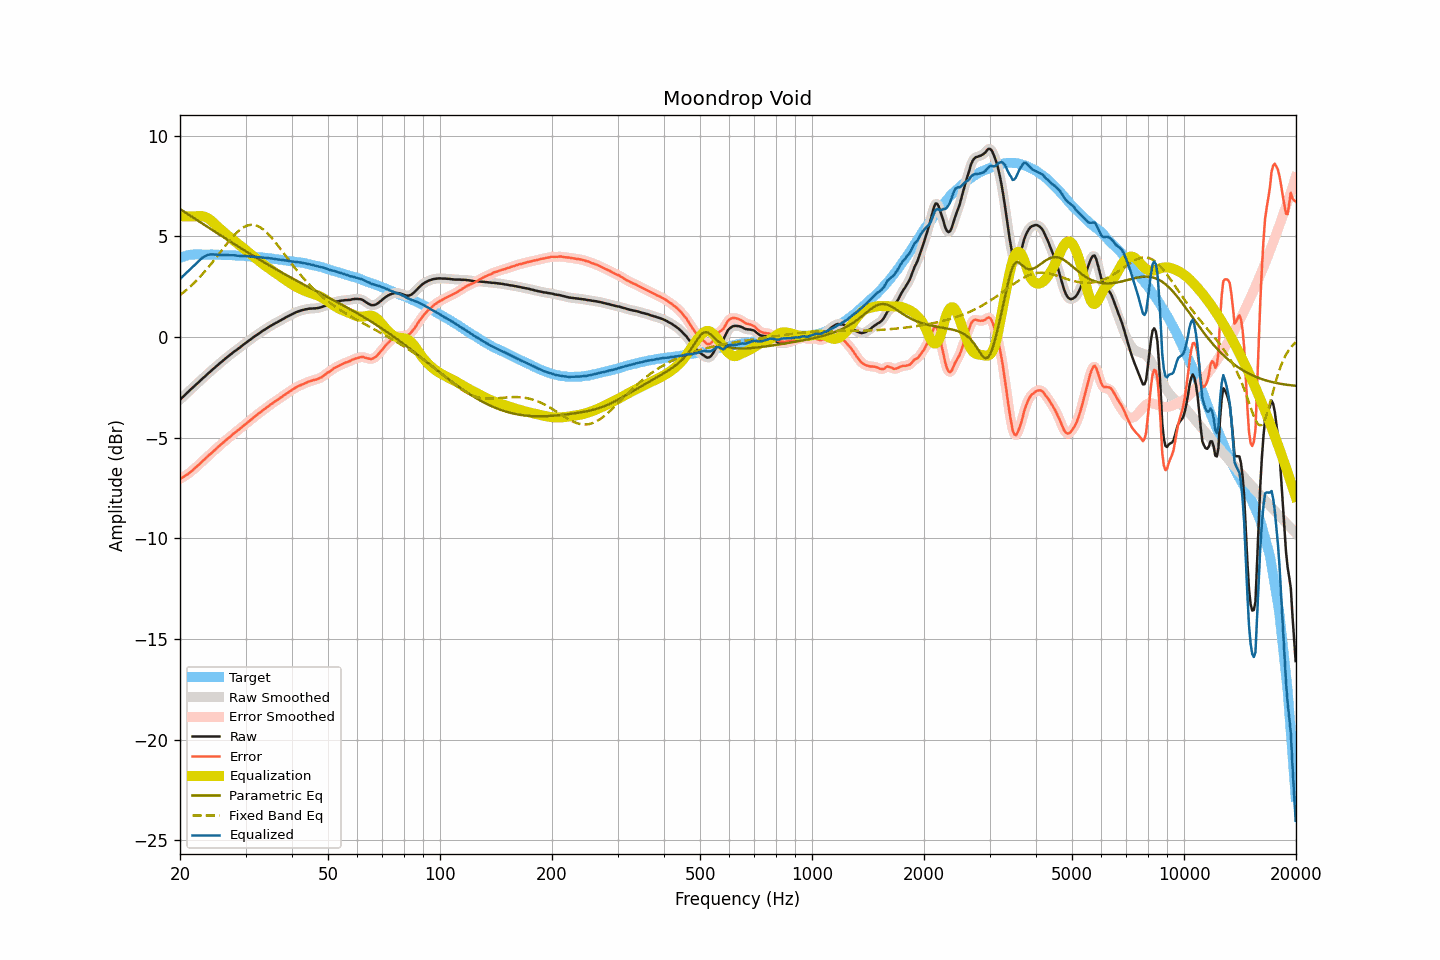 Moondrop Void
10
5
0
−5
−10
−15
−20
−25
Amplitude (dBr)
Target
Raw Smoothed
Error Smoothed
Raw
Error
Equalization
Parametric Eq
Fixed Band Eq
Equalized
20 50 100 200 500 1000 2000 5000 10000 20000
Frequency (Hz)